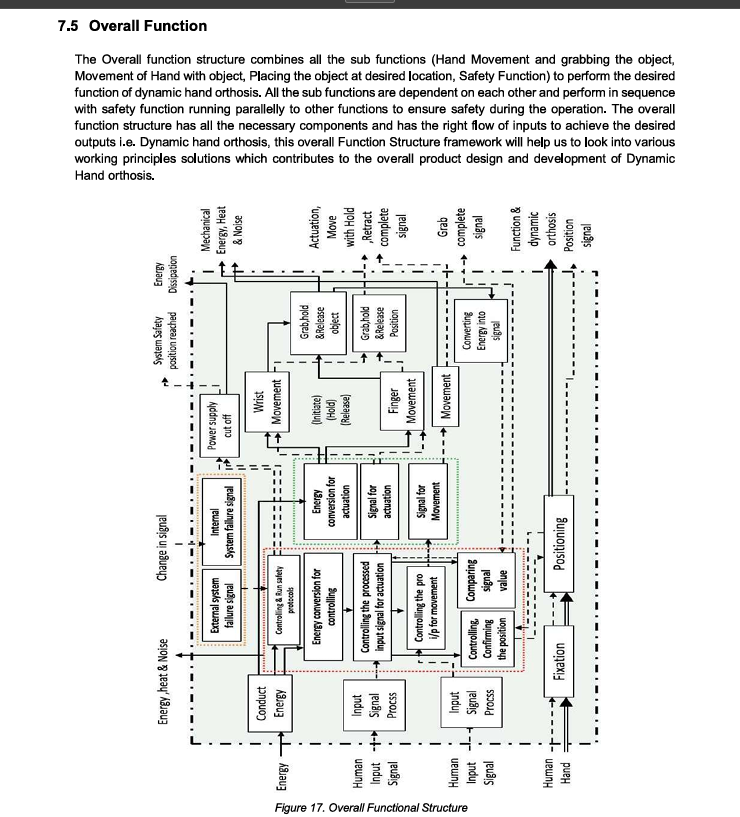 7.5 Overall Function
The Overall function structure combines all the sub functions (Hand Movement and grabbing the object,
Movement of Hand with object, Placing the object at desired location, Safety Function) to perform the desired
function of dynamic hand orthosis. All the sub functions are dependent on each other and perform in sequence
with safety function running parallelly to other functions to ensure safety during the operation. The overall
function structure has all the necessary components and has the right flow of inputs to achieve the desired
outputs i.e. Dynamic hand orthosis, this overall Function Structure framework will help us to look into various
working principles solutions which contributes to the overall product design and development of Dynamic
Hand orthosis.
Energy ,heat & Noise
Change in signal
System Safety
position reached
Energy
Dissipation
External system
failure signal
Internal
System failure signal
Power supply
cut off
Mechanical
Energy, Heat
& Noise
Energy
Conduct
Energy
Controlling & Run safety
protocols
Energy conversion for
controlling
Energy
conversion for
actuation
Wrist
Movement
(Initiate)
(Hold)
(Release)
Grab,hold
&Release
object
Actuation,
Move
with Hold
,Retract
complete
signal
Human
Input
Signal
Input
Signal
Procss
Controlling the processed
Input signal for actuation
Signal for
actuation
Finger
Movement
Grab,hold
&Release
Position
Human
Input
Signal
Input
Signal
Procss
Controlling the pro
i/p for movement
Signal for
Movement
Movement
Grab
complete
signal
Controlling,
Confirming
the position
Comparing
signal
value
Converting
Energy into
signal
Human
Hand
Fixation
Positioning
Function &
dynamic
orthosis
Position
signal
Figure 17. Overall Functional Structure